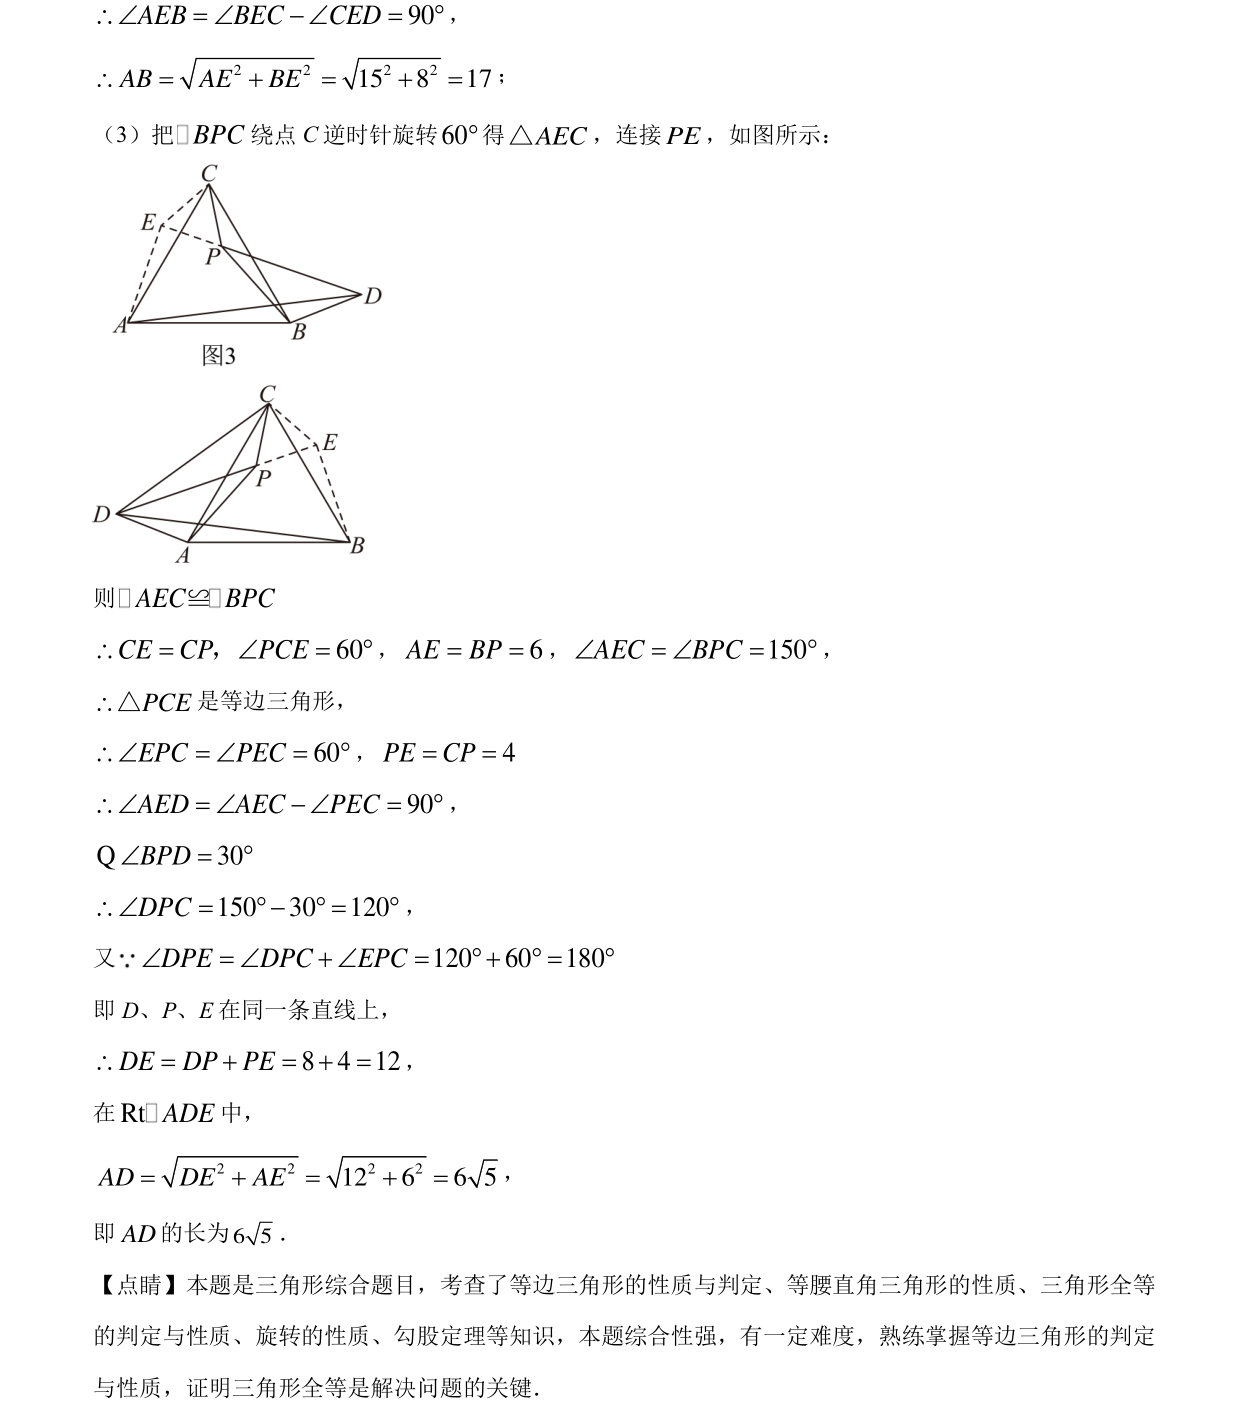 ∴∠AEB = ∠BEC − ∠CED = 90°，
∴AB = √(AE² + BE²) = √(15² + 8²) = 17；
（3）把□BPC 绕点 C 逆时针旋转 60° 得 △AEC，连接 PE，如图所示：
C
E
P
D
A
B
图3
C
E
P
D
A
B
则□AEC≌□BPC
∴CE = CP，∠PCE = 60°，AE = BP = 6，∠AEC = ∠BPC = 150°，
∴△PCE 是等边三角形，
∴∠EPC = ∠PEC = 60°，PE = CP = 4
∴∠AED = ∠AEC − ∠PEC = 90°，
Q∠BPD = 30°
∴∠DPC = 150° − 30° = 120°，
又∵∠DPE = ∠DPC + ∠EPC = 120° + 60° = 180°
即 D、P、E 在同一条直线上，
∴DE = DP + PE = 8 + 4 = 12，
在 Rt□ADE 中，
AD = √(DE² + AE²) = √(12² + 6²) = 6√5，
即 AD 的长为 6√5．
【点睛】本题是三角形综合题目，考查了等边三角形的性质与判定、等腰直角三角形的性质、三角形全等
的判定与性质、旋转的性质、勾股定理等知识，本题综合性强，有一定难度，熟练掌握等边三角形的判定
与性质，证明三角形全等是解决问题的关键．